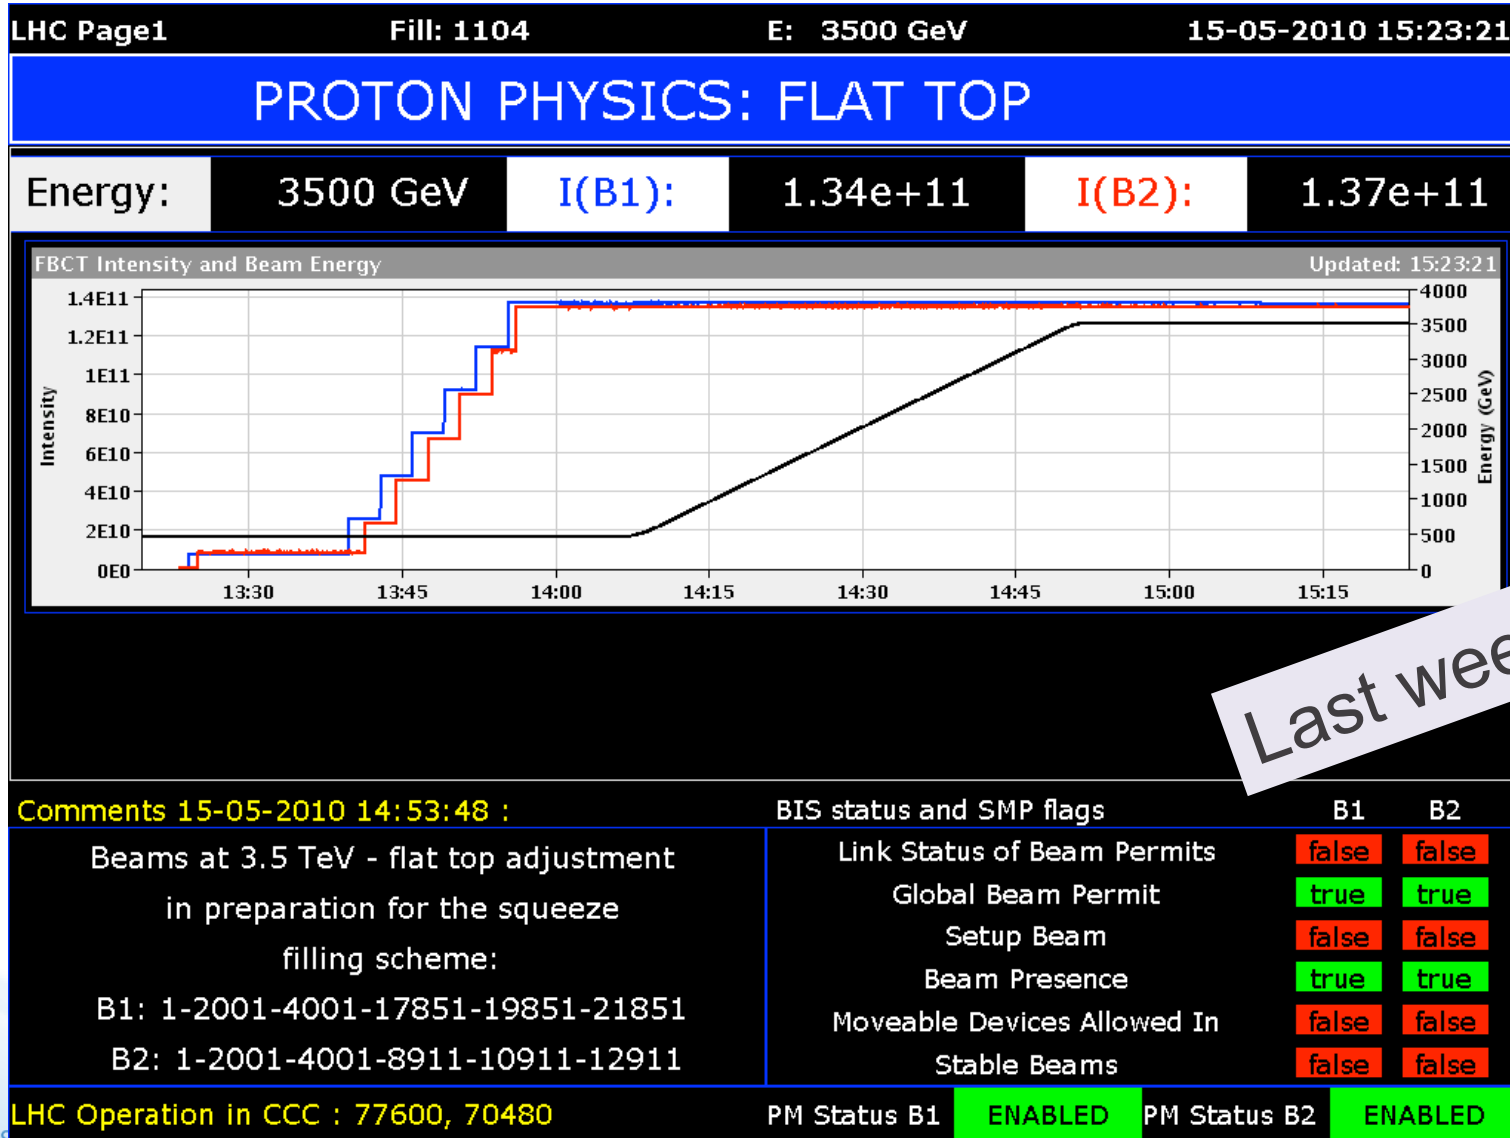 LHC Page1 Fill: 1104 E: 3500 GeV 15-05-2010 15:23:21
PROTON PHYSICS: FLAT TOP
Energy: 3500 GeV I(B1): 1.34e+11 I(B2): 1.37e+11
FBCT Intensity and Beam Energy Updated: 15:23:21
1.4E11 4000
1.2E11 3500
1E11 3000
8E10 2500
6E10 2000
4E10 1500
2E10 1000
0E0 500
0
Intensity
Energy (GeV)
13:30 13:45 14:00 14:15 14:30 14:45 15:00 15:15
Last
Comments 15-05-2010 14:53:48 :
Beams at 3.5 TeV - flat top adjustment
in preparation for the squeeze
filling scheme:
B1: 1-2001-4001-17851-19851-21851
B2: 1-2001-4001-8911-10911-12911
BIS status and SMP flags B1 B2
Link Status of Beam Permits false false
Global Beam Permit true true
Setup Beam false false
Beam Presence true true
Moveable Devices Allowed In false false
Stable Beams false false
LHC Operation in CCC : 77600, 70480 PM Status B1 ENABLED PM Status B2 ENABLED